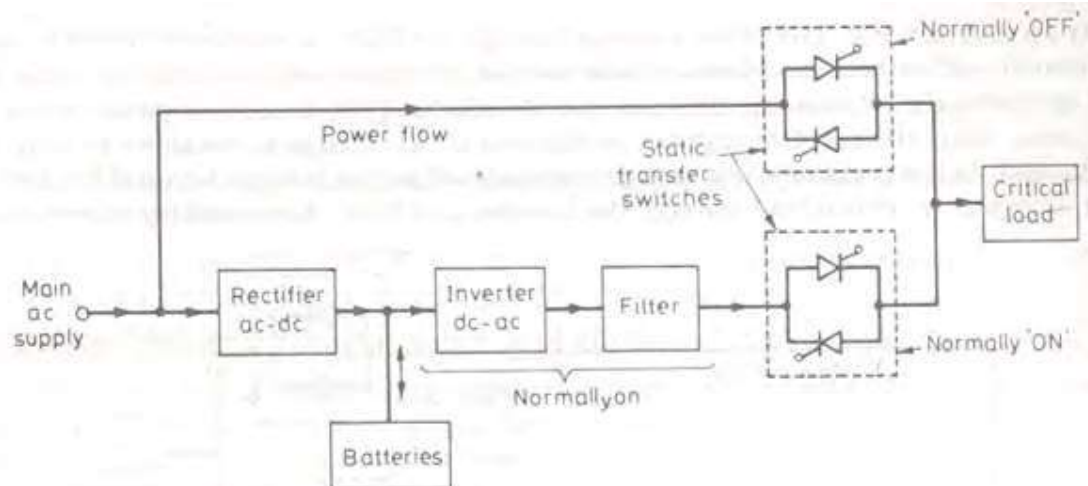 Normally 'OFF'
Power flow
Static
transfer
switches
Critical
load
Main
ac
supply
Rectifier
ac-dc
Inverter
dc-ac
Filter
Normally 'ON'
Normallyon
Batteries